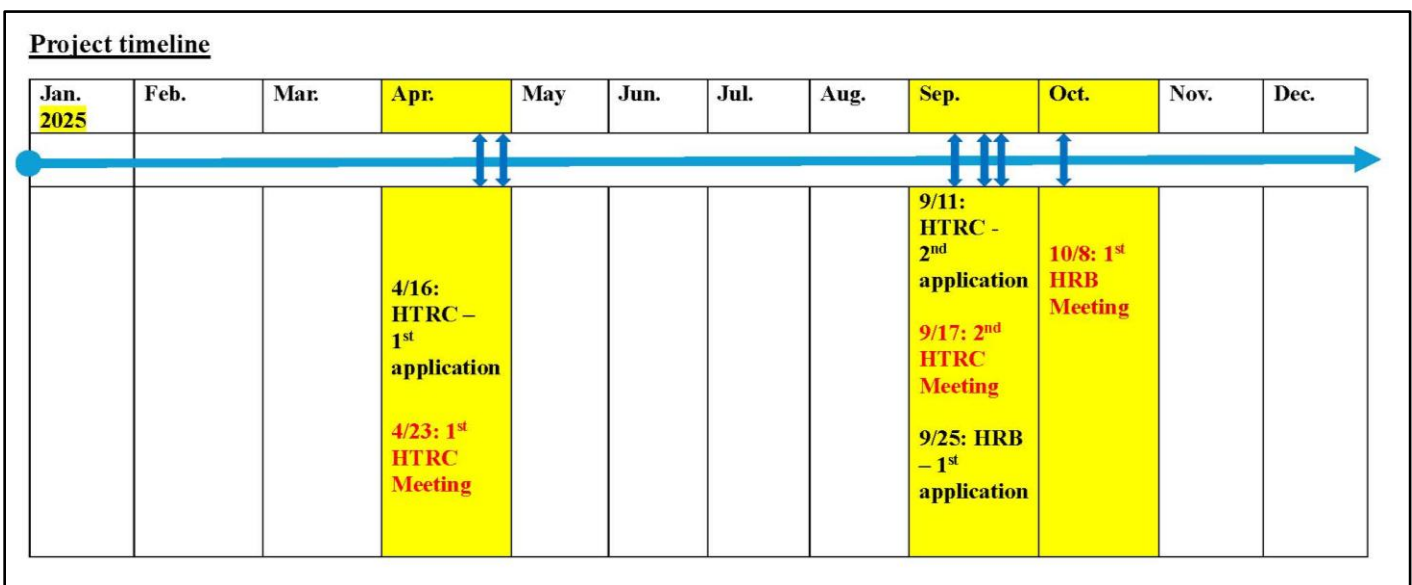 Project timeline
Jan. Feb. Mar. Apr. May Jun. Jul. Aug. Sep. Oct. Nov. Dec.
2025
4/16:
HTRC –
1st
application
4/23: 1st
HTRC
Meeting
9/11:
HTRC -
2nd
application
9/17: 2nd
HTRC
Meeting
9/25: HRB
– 1st
application
10/8: 1st
HRB
Meeting